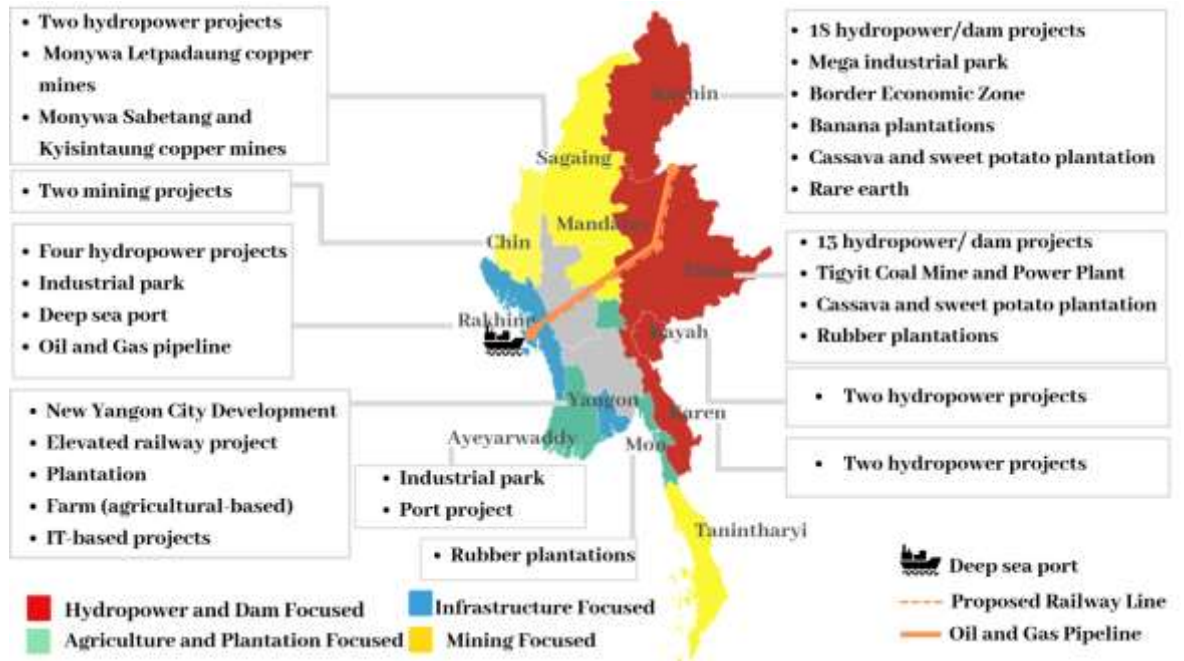 • Two hydropower projects
• Monywa Letpadaung copper
mines
• Monywa Sabetang and
Kyisintaung copper mines
• Two mining projects
• Four hydropower projects
• Industrial park
• Deep sea port
• Oil and Gas pipeline
• New Yangon City Development
• Elevated railway project
• Plantation
• Farm (agricultural-based)
• IT-based projects
• Industrial park
• Port project
• Rubber plantations
• 18 hydropower/dam projects
• Mega industrial park
• Border Economic Zone
• Banana plantations
• Cassava and sweet potato plantation
• Rare earth
• 13 hydropower/ dam projects
• Tigyit Coal Mine and Power Plant
• Cassava and sweet potato plantation
• Rubber plantations
• Two hydropower projects
• Two hydropower projects
Kachin
Sagaing
Mandalay
Chin
Rakhine
Kayah
Yangon
Karen
Ayeyarwaddy
Mon
Tanintharyi
Hydropower and Dam Focused
Infrastructure Focused
Agriculture and Plantation Focused
Mining Focused
Deep sea port
Proposed Railway Line
Oil and Gas Pipeline